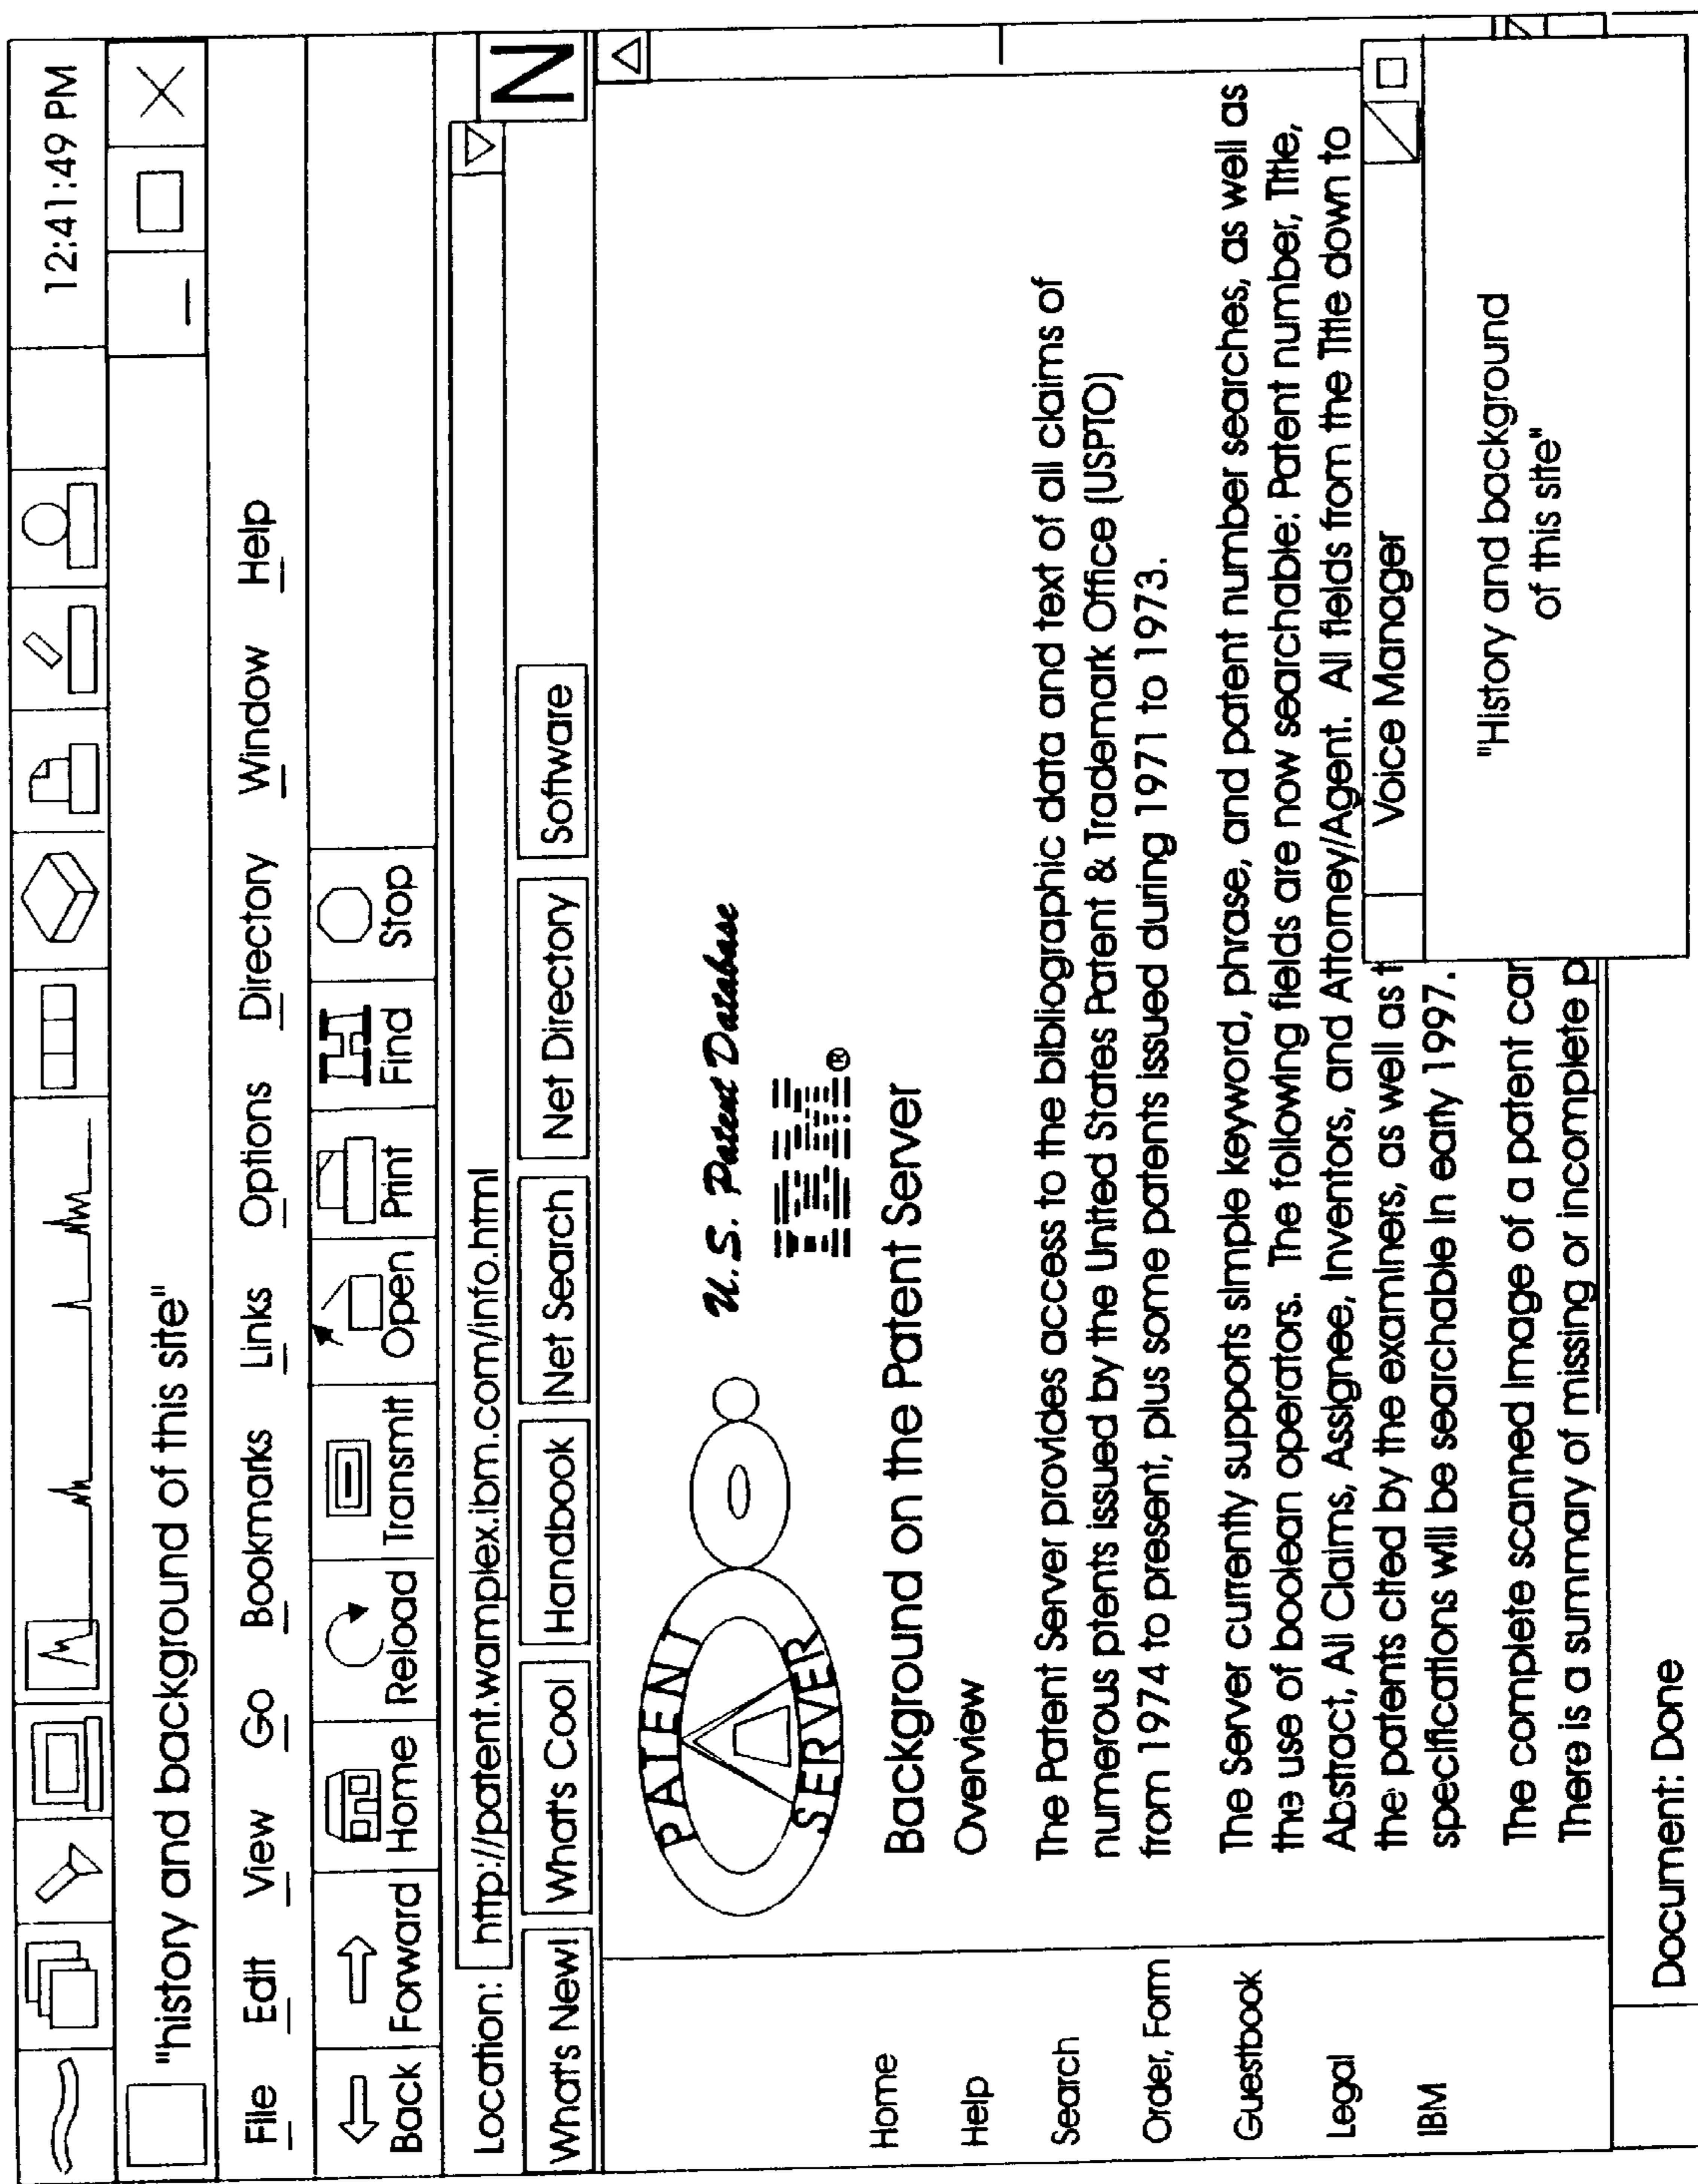 12:41:49 PM
"history and background of this site"
File Edit View Go Bookmarks Links Options Directory Window Help
Back Forward Home Reload Transmit Open Print Find Stop
Location: http://patent.wamplex.ibm.com/info.html
N
What's New! What's Cool Handbook Net Search Net Directory Software
PATENT SERVER
U.S. Patent Database
IBM®
Background on the Patent Server
Overview
The Patent Server provides access to the bibliographic data and text of all claims of
numerous ptents issued by the United States Patent & Trademark Office (USPTO)
from 1974 to present, plus some patents issued during 1971 to 1973.
The Server currently supports simple keyword, phrase, and patent number searches, as well as
the use of boolean operators. The following fields are now searchable: Patent number, Title,
Abstract, All Claims, Assignee, Inventors, and Attorney/Agent. All fields from the Title down to
the patents cited by the examiners, as well as t
specifications will be searchable in early 1997.
The complete scanned image of a patent car
There is a summary of missing or incomplete p
Home
Help
Search
Order, Form
Guestbook
Legal
IBM
Voice Manager
"History and background
of this site"
Document: Done